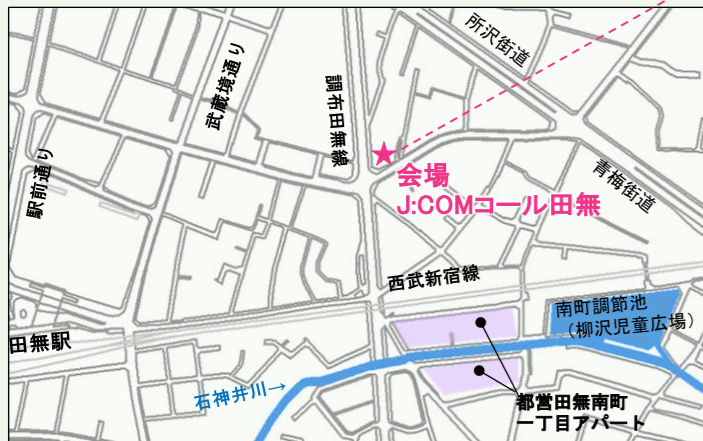 所沢街道
武蔵境通り
調布田無線
駅前通り
会場
J:COMコール田無
青梅街道
西武新宿線
南町調節池
（柳沢児童広場）
田無駅
石神井川→
都営田無南町
一丁目アパート